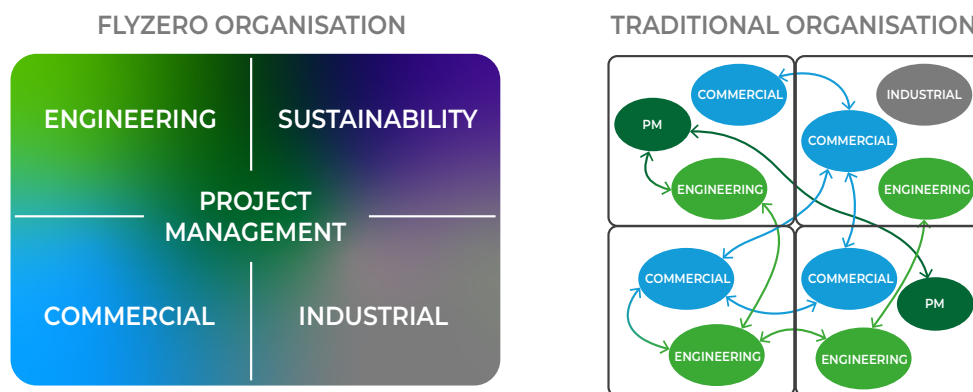 FLYZERO ORGANISATION
ENGINEERING
SUSTAINABILITY
PROJECT
MANAGEMENT
COMMERCIAL
INDUSTRIAL
TRADITIONAL ORGANISATION
COMMERCIAL
PM
ENGINEERING
INDUSTRIAL
COMMERCIAL
ENGINEERING
COMMERCIAL
ENGINEERING
COMMERCIAL
PM
ENGINEERING